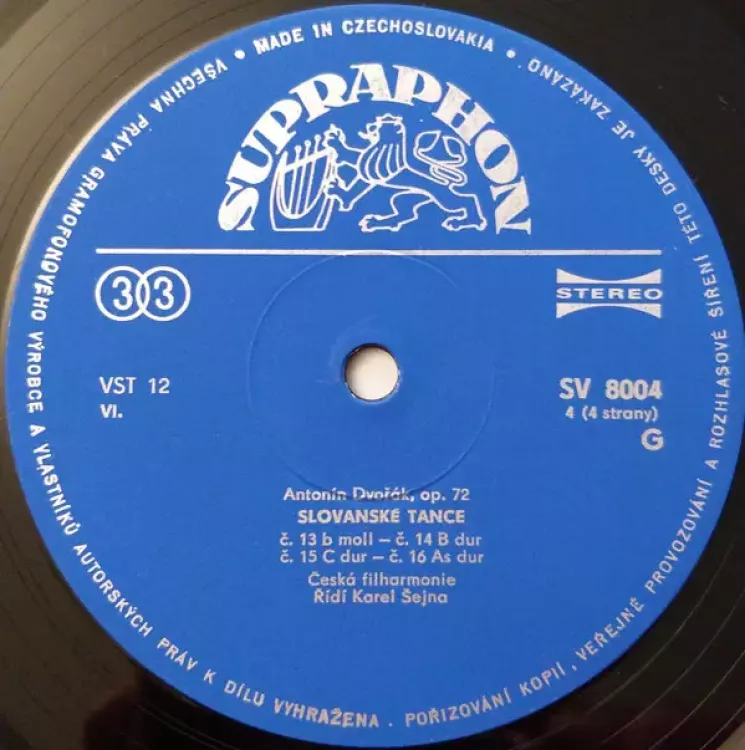 VŠECHNA PRÁVA GRAMOFONOVÉHO VÝROBCE A VLASTNÍKŮ AUTORSKÝCH PRÁV K DÍLU VYHRAŽENA. POŘIZOVÁNÍ KOPIÍ, VEŘEJNÉ PROVOZOVÁNÍ A ROZHLASOVÉ ŠÍŘENÍ TÉTO DESKY JE ZAKÁZÁNO
• MADE IN CZECHOSLOVAKIA •
SUPRAPHON
33
STEREO
VST 12
SV 8004
VI.
4 (4 strany)
G
Antonín Dvořák, op. 72
SLOVANSKÉ TANCE
č. 13 b moll – č. 14 B dur
č. 15 C dur – č. 16 As dur
Česká filharmonie
Řídí Karel Šejna